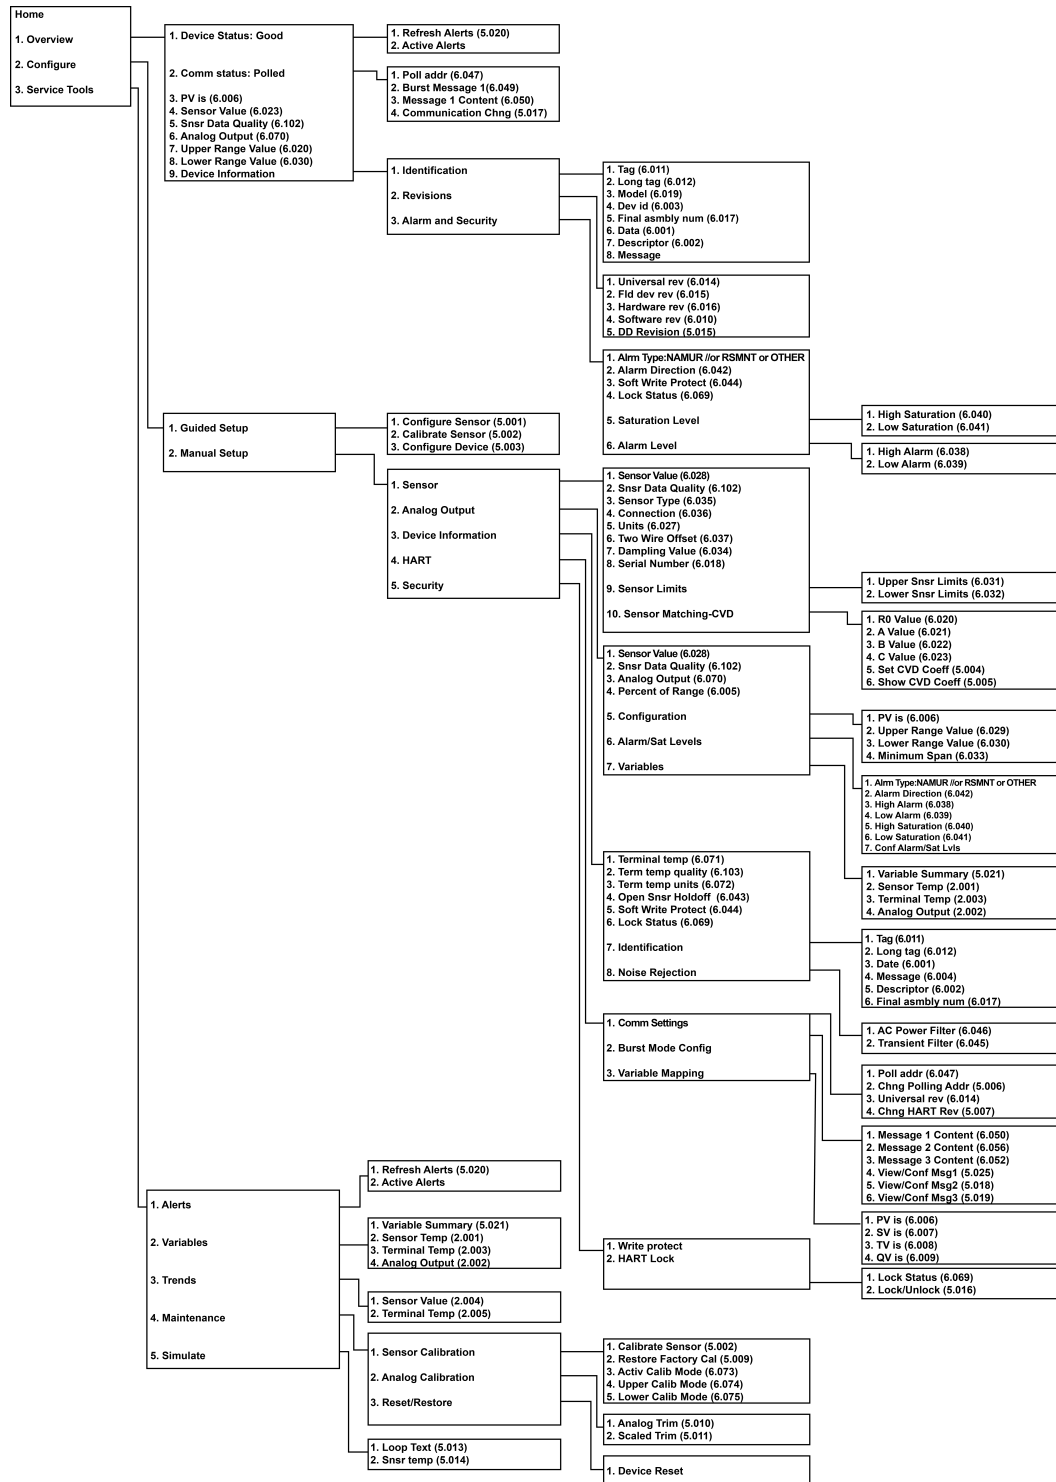 Home
1. Overview
2. Configure
3. Service Tools
1. Device Status: Good
2. Comm status: Polled
3. PV is (6.006)
4. Sensor Value (6.023)
5. Snsr Data Quality (6.102)
6. Analog Output (6.070)
7. Upper Range Value (6.020)
8. Lower Range Value (6.030)
9. Device Information
1. Refresh Alerts (5.020)
2. Active Alerts
1. Poll addr (6.047)
2. Burst Message 1(6.049)
3. Message 1 Content (6.050)
4. Communication Chng (5.017)
1. Identification
2. Revisions
3. Alarm and Security
1. Tag (6.011)
2. Long tag (6.012)
3. Model (6.019)
4. Dev id (6.003)
5. Final asmbly num (6.017)
6. Data (6.001)
7. Descriptor (6.002)
8. Message
1. Universal rev (6.014)
2. Fld dev rev (6.015)
3. Hardware rev (6.016)
4. Software rev (6.010)
5. DD Revision (5.015)
1. Alrm Type:NAMUR //or RSMNT or OTHER
2. Alarm Direction (6.042)
3. Soft Write Protect (6.044)
4. Lock Status (6.069)
5. Saturation Level
6. Alarm Level
1. High Saturation (6.040)
2. Low Saturation (6.041)
1. High Alarm (6.038)
2. Low Alarm (6.039)
1. Guided Setup
2. Manual Setup
1. Configure Sensor (5.001)
2. Calibrate Sensor (5.002)
3. Configure Device (5.003)
1. Sensor
2. Analog Output
3. Device Information
4. HART
5. Security
1. Sensor Value (6.028)
2. Snsr Data Quality (6.102)
3. Sensor Type (6.035)
4. Connection (6.036)
5. Units (6.027)
6. Two Wire Offset (6.037)
7. Dampling Value (6.034)
8. Serial Number (6.018)
9. Sensor Limits
10. Sensor Matching-CVD
1. Upper Snsr Limits (6.031)
2. Lower Snsr Limits (6.032)
1. R0 Value (6.020)
2. A Value (6.021)
3. B Value (6.022)
4. C Value (6.023)
5. Set CVD Coeff (5.004)
6. Show CVD Coeff (5.005)
1. Sensor Value (6.028)
2. Snsr Data Quality (6.102)
3. Analog Output (6.070)
4. Percent of Range (6.005)
5. Configuration
6. Alarm/Sat Levels
7. Variables
1. PV is (6.006)
2. Upper Range Value (6.029)
3. Lower Range Value (6.030)
4. Minimum Span (6.033)
1. Alrm Type:NAMUR //or RSMNT or OTHER
2. Alarm Direction (6.042)
3. High Alarm (6.038)
4. Low Alarm (6.039)
5. High Saturation (6.040)
6. Low Saturation (6.041)
7. Conf Alarm/Sat Lvls
1. Variable Summary (5.021)
2. Sensor Temp (2.001)
3. Terminal Temp (2.003)
4. Analog Output (2.002)
1. Terminal temp (6.071)
2. Term temp quality (6.103)
3. Term temp units (6.072)
4. Open Snsr Holdoff (6.043)
5. Soft Write Protect (6.044)
6. Lock Status (6.069)
7. Identification
8. Noise Rejection
1. Tag (6.011)
2. Long tag (6.012)
3. Date (6.001)
4. Message (6.004)
5. Descriptor (6.002)
6. Final asmbly num (6.017)
1. AC Power Filter (6.046)
2. Transient Filter (6.045)
1. Comm Settings
2. Burst Mode Config
3. Variable Mapping
1. Poll addr (6.047)
2. Chng Polling Addr (5.006)
3. Universal rev (6.014)
4. Chng HART Rev (5.007)
1. Message 1 Content (6.050)
2. Message 2 Content (6.056)
3. Message 3 Content (6.052)
4. View/Conf Msg1 (5.025)
5. View/Conf Msg2 (5.018)
6. View/Conf Msg3 (5.019)
1. PV is (6.006)
2. SV is (6.007)
3. TV is (6.008)
4. QV is (6.009)
1. Write protect
2. HART Lock
1. Lock Status (6.069)
2. Lock/Unlock (5.016)
1. Alerts
2. Variables
3. Trends
4. Maintenance
5. Simulate
1. Refresh Alerts (5.020)
2. Active Alerts
1. Variable Summary (5.021)
2. Sensor Temp (2.001)
3. Terminal Temp (2.003)
4. Analog Output (2.002)
1. Sensor Value (2.004)
2. Terminal Temp (2.005)
1. Sensor Calibration
2. Analog Calibration
3. Reset/Restore
1. Calibrate Sensor (5.002)
2. Restore Factory Cal (5.009)
3. Activ Calib Mode (6.073)
4. Upper Calib Mode (6.074)
5. Lower Calib Mode (6.075)
1. Analog Trim (5.010)
2. Scaled Trim (5.011)
1. Device Reset
1. Loop Text (5.013)
2. Snsr temp (5.014)